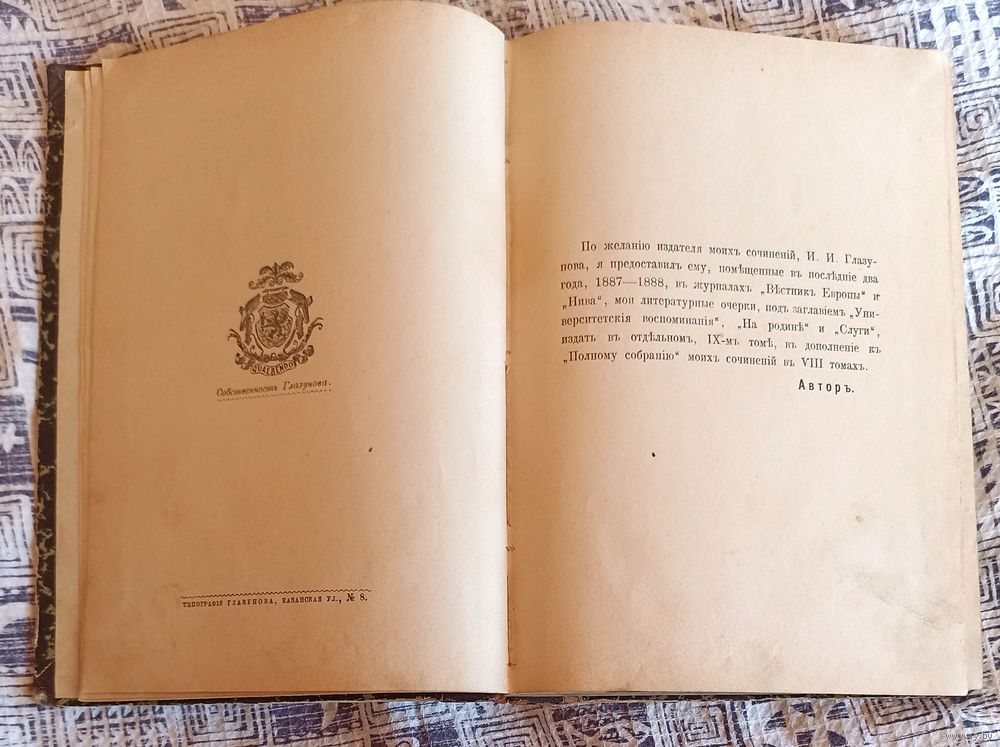 QUAERENDO
Собственность Глазунова.
ТИПОГРАФІЯ ГЛАЗУНОВА, КАЗАНСКАЯ УЛ., № 8.
По желанію издателя моихъ сочиненій, И. И. Глазу-
нова, я предоставилъ ему, помѣщенные въ послѣдніе два
года, 1887—1888, въ журналахъ „Вѣстникъ Европы“ и
„Нива“, мои литературные очерки, подъ заглавіемъ „Уни-
верситетскія воспоминанія“, „На родинѣ“ и „Слуги“,
издать въ отдѣльномъ, IX-мъ томѣ, въ дополненіе къ
„Полному собранію“ моихъ сочиненій въ VIII томахъ.
Авторъ.